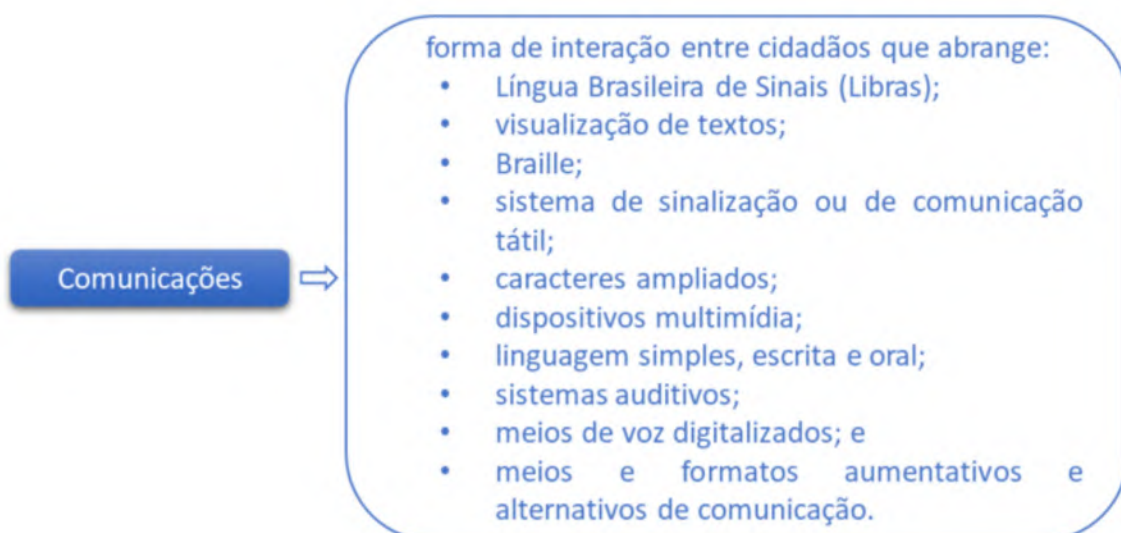 forma de interação entre cidadãos que abrange:
• Língua Brasileira de Sinais (Libras);
• visualização de textos;
• Braille;
• sistema de sinalização ou de comunicação
tátil;
Comunicações
• caracteres ampliados;
• dispositivos multimídia;
• linguagem simples, escrita e oral;
• sistemas auditivos;
• meios de voz digitalizados; e
• meios e formatos aumentativos e
alternativos de comunicação.